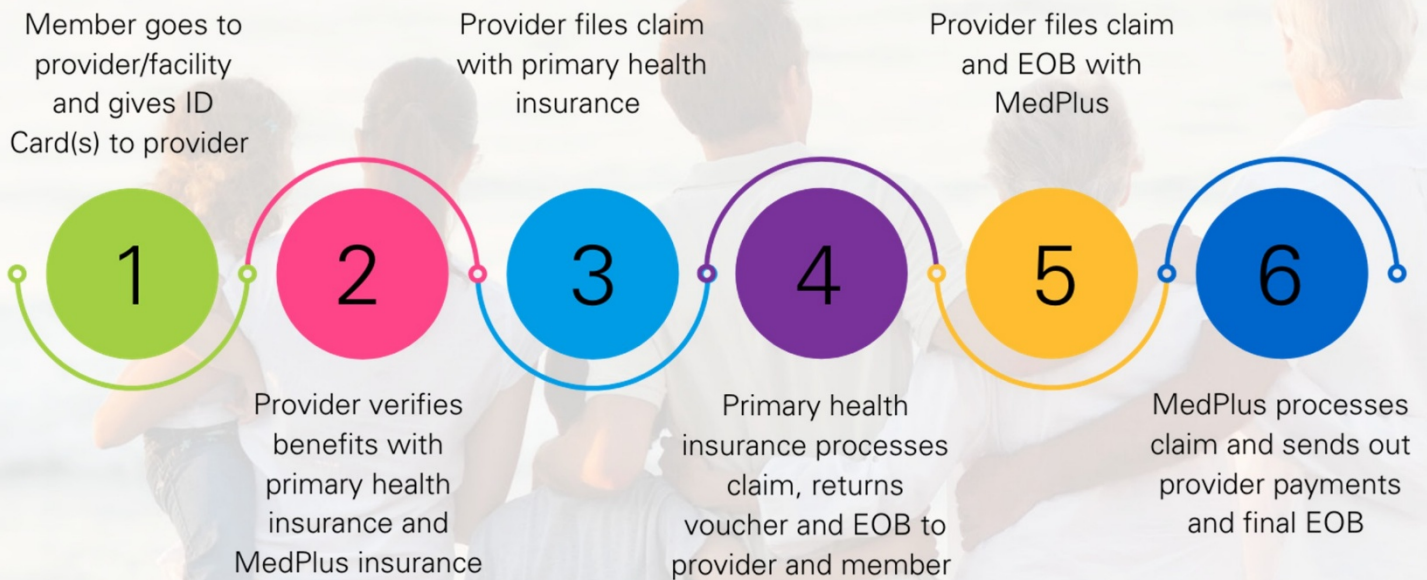 Member goes to
provider/facility
and gives ID
Card(s) to provider
1
Provider verifies
benefits with
primary health
insurance and
MedPlus insurance
2
Provider files claim
with primary health
insurance
3
Primary health
insurance processes
claim, returns
voucher and EOB to
provider and member
4
Provider files claim
and EOB with
MedPlus
5
MedPlus processes
claim and sends out
provider payments
and final EOB
6